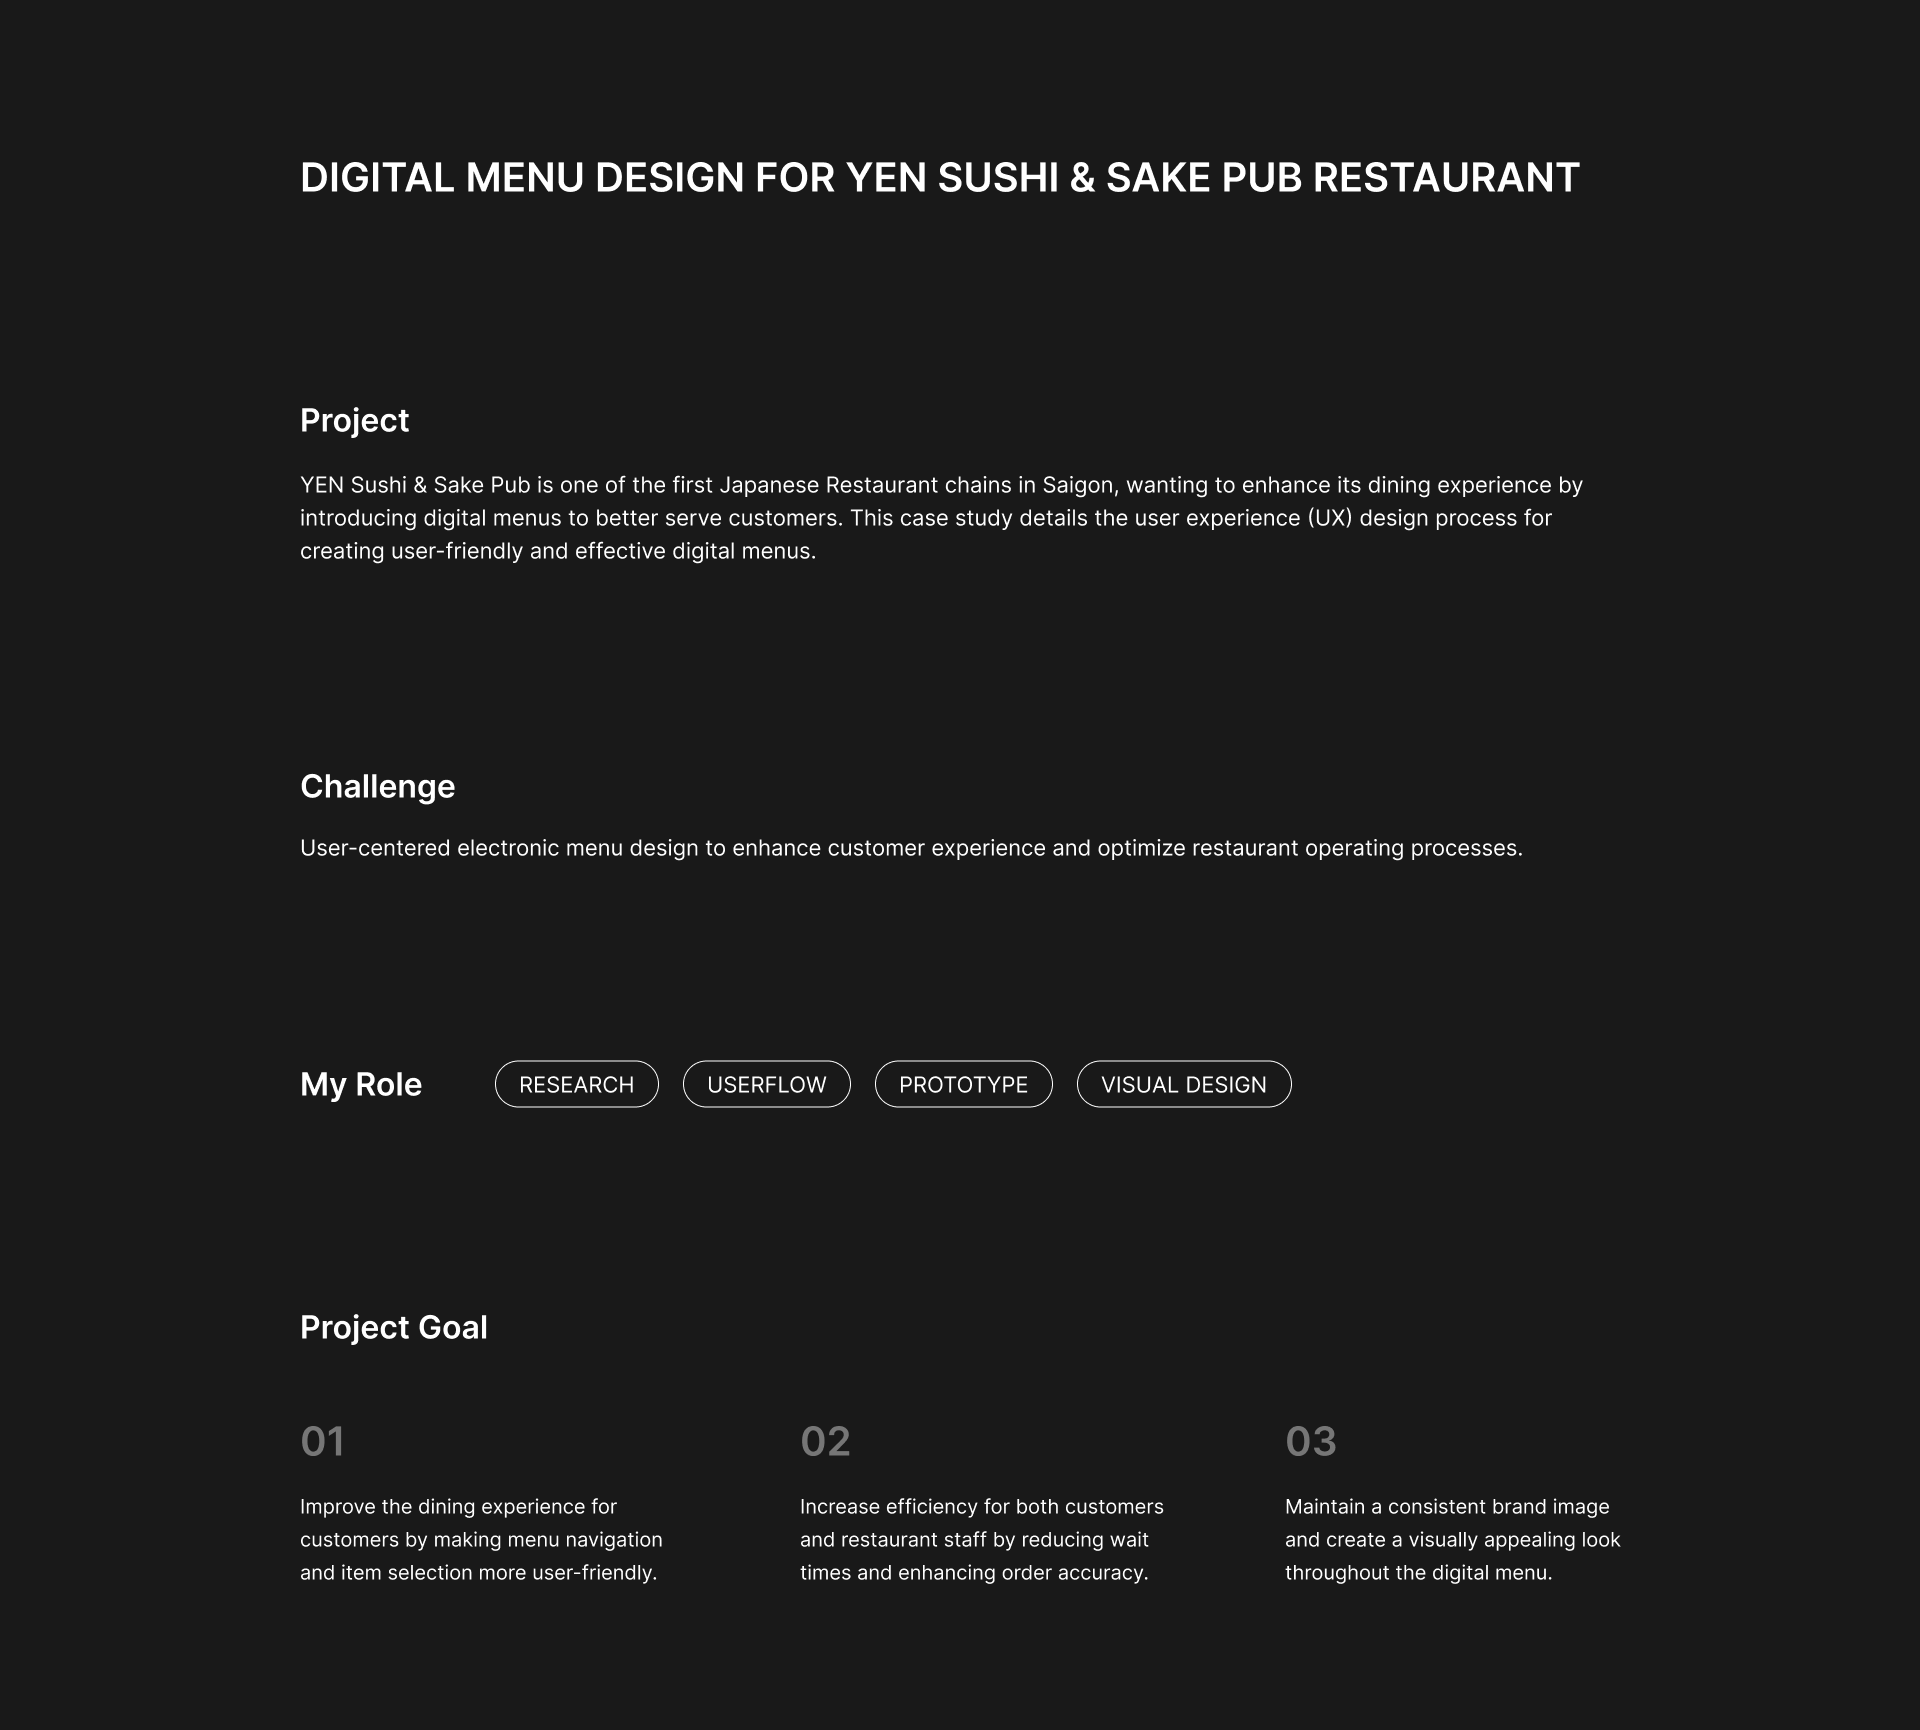 DIGITAL MENU DESIGN FOR YEN SUSHI & SAKE PUB RESTAURANT
Project
YEN Sushi & Sake Pub is one of the first Japanese Restaurant chains in Saigon, wanting to enhance its dining experience by
introducing digital menus to better serve customers. This case study details the user experience (UX) design process for
creating user-friendly and effective digital menus.
Challenge
User-centered electronic menu design to enhance customer experience and optimize restaurant operating processes.
My Role RESEARCH USERFLOW PROTOTYPE VISUAL DESIGN
Project Goal
01
Improve the dining experience for
customers by making menu navigation
and item selection more user-friendly.
02
Increase efficiency for both customers
and restaurant staff by reducing wait
times and enhancing order accuracy.
03
Maintain a consistent brand image
and create a visually appealing look
throughout the digital menu.